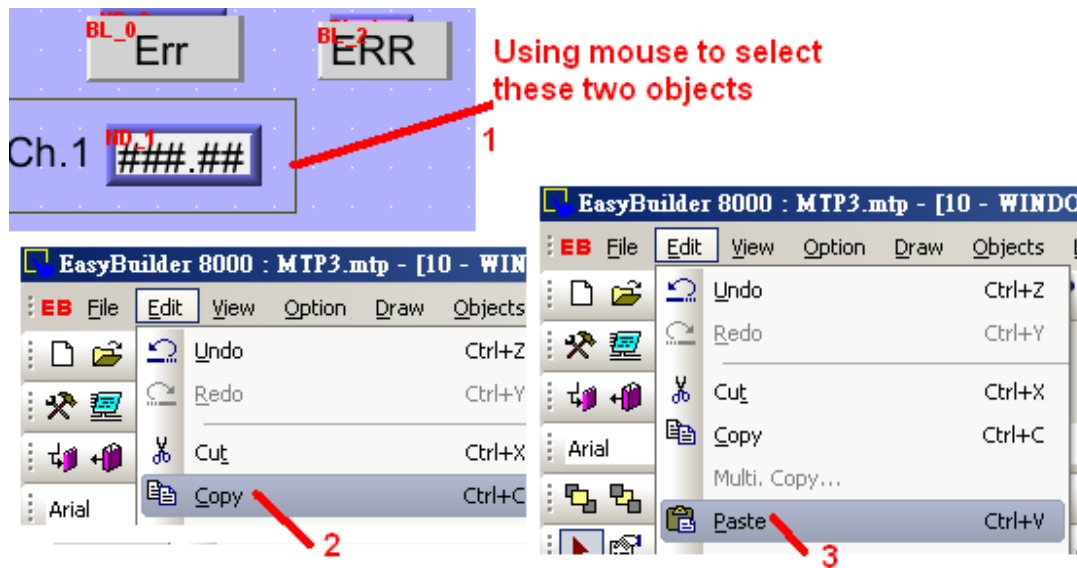 BL_0
Err
BL_2
ERR
Using mouse to select
these two objects
1
Ch.1
ND_1
###.##
EasyBuilder 8000 : MTP3.mtp - [10 - WIN
EB File Edit View Option Draw Objects
Undo Ctrl+Z
Redo Ctrl+Y
Cut Ctrl+X
Copy Ctrl+C
Arial
2
EasyBuilder 8000 : MTP3.mtp - [10 - WINDO
EB File Edit View Option Draw Objects
Undo Ctrl+Z
Redo Ctrl+Y
Cut Ctrl+X
Copy Ctrl+C
Arial
Multi. Copy...
Paste Ctrl+V
3